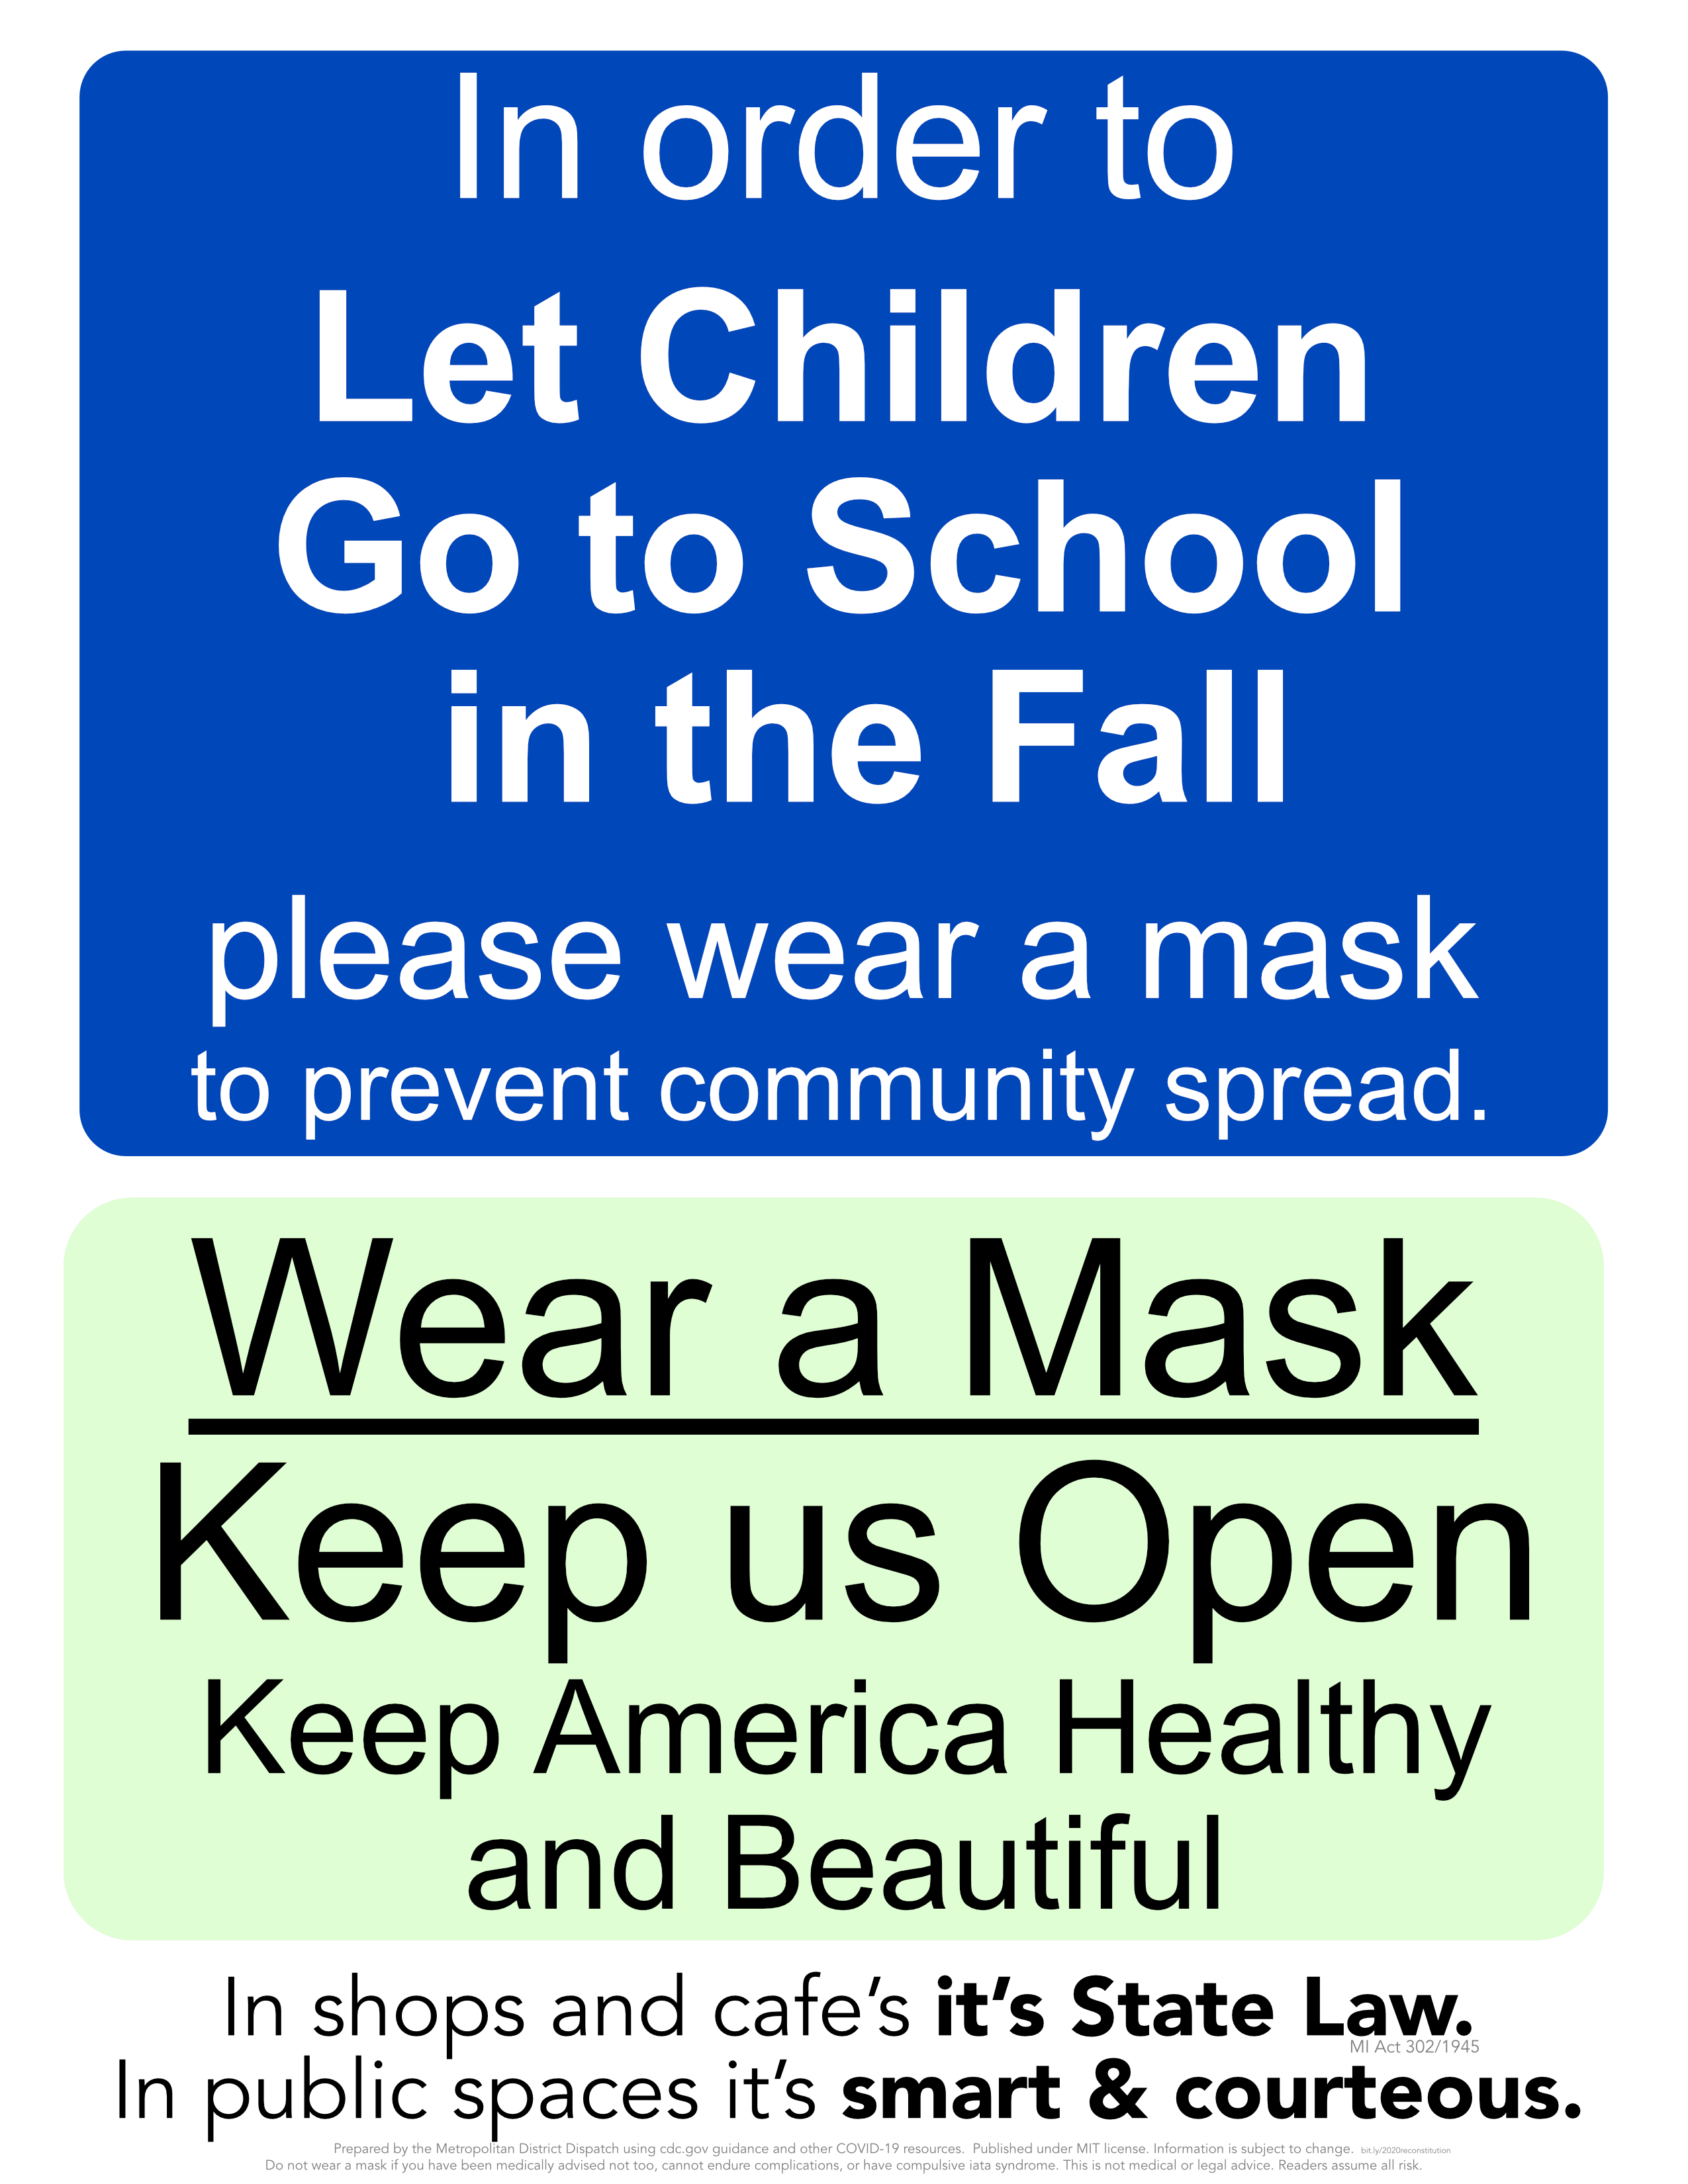 In order to
Let Children
Go to School
in the Fall
please wear a mask
to prevent community spread.
Wear a Mask
Keep us Open
Keep America Healthy
and Beautiful
In shops and cafe's it's State Law.
MI Act 302/1945
In public spaces it's smart & courteous.
Prepared by the Metropolitan District Dispatch using cdc.gov guidance and other COVID-19 resources. Published under MIT license. Information is subject to change. bit.ly/2020reconstitution
Do not wear a mask if you have been medically advised not too, cannot endure complications, or have compulsive iata syndrome. This is not medical or legal advice. Readers assume all risk.